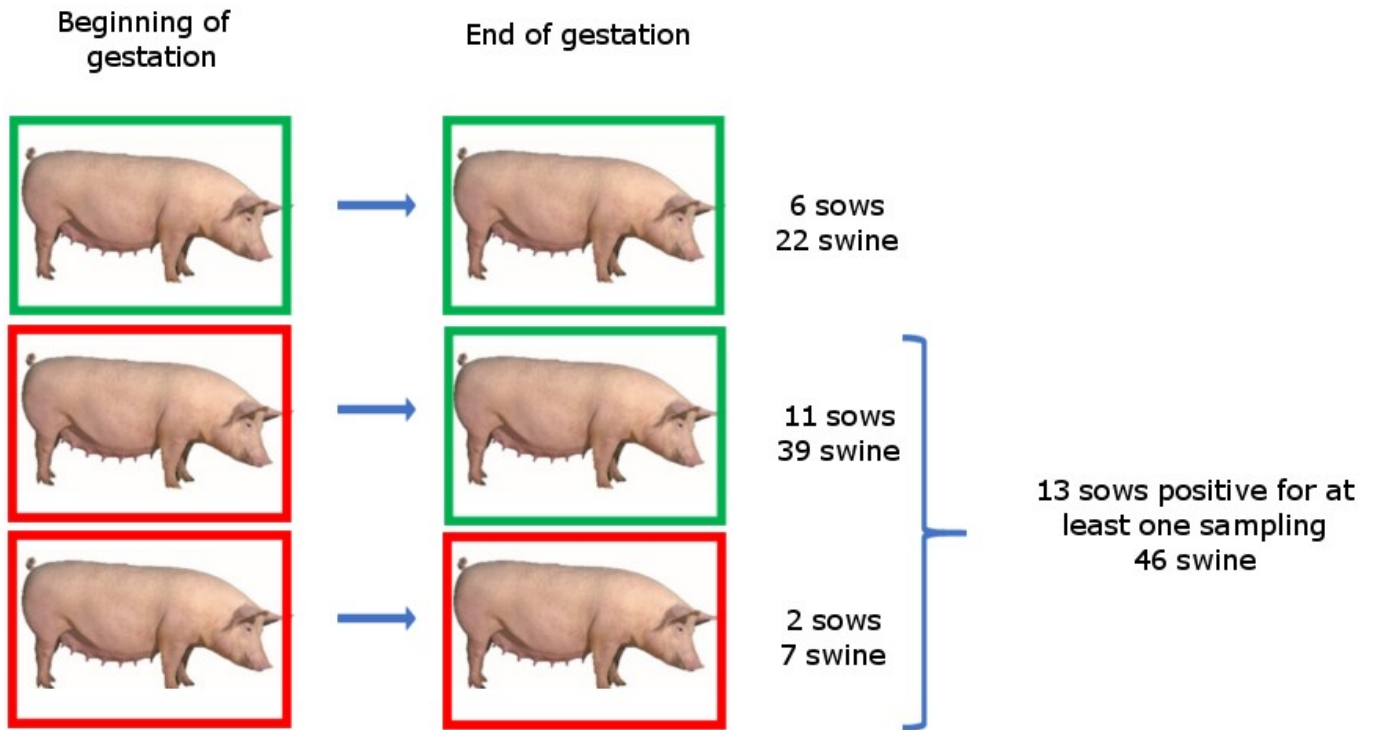 Beginning of
gestation
End of gestation
6 sows
22 swine
11 sows
39 swine
13 sows positive for at
least one sampling
46 swine
2 sows
7 swine